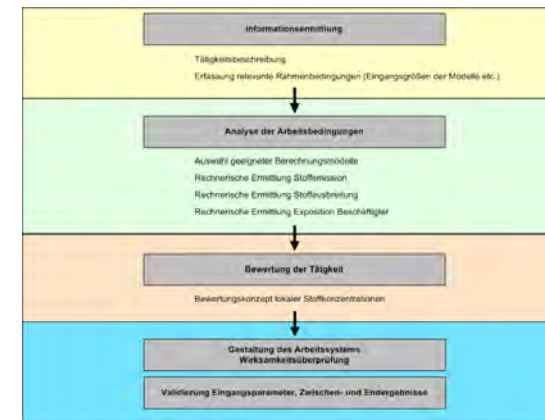 Informationsermittlung
Tätigkeitsbeschreibung
Erfassung relevante Rahmenbedingungen (Eingangsgrößen der Modelle etc.)
Analyse der Arbeitsbedingungen
Auswahl geeigneter Berechnungsmodelle
Rechnerische Ermittlung Stoffemission
Rechnerische Ermittlung Stoffausbreitung
Rechnerische Ermittlung Exposition Beschäftigter
Bewertung der Tätigkeit
Bewertungskonzept lokaler Stoffkonzentrationen
Gestaltung des Arbeitssystems
Wirksamkeitsüberprüfung
Validierung Eingangsparameter, Zwischen- und Endergebnisse